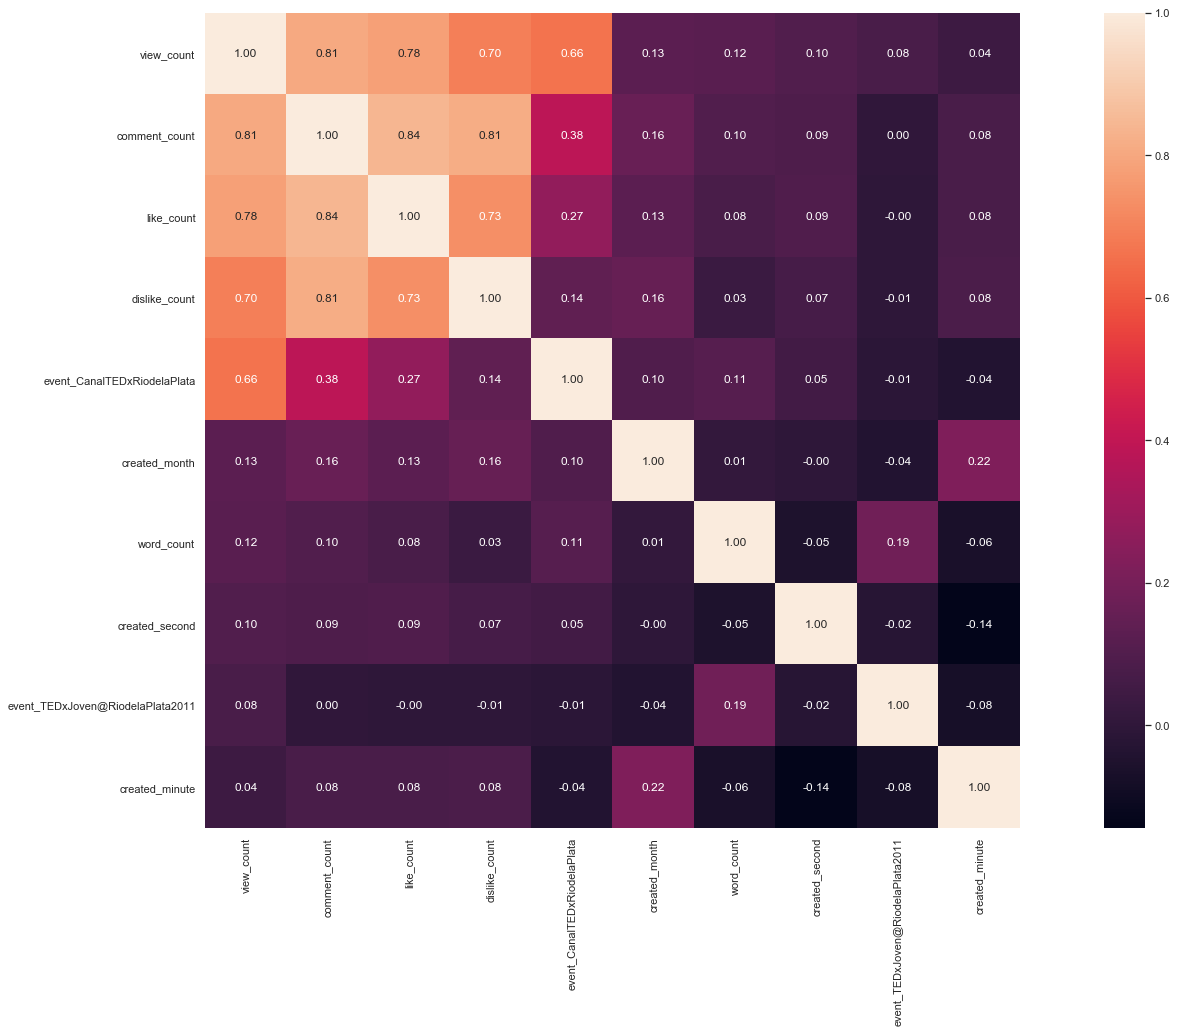 view_count 1.00 0.81 0.78 0.70 0.66 0.13 0.12 0.10 0.08 0.04
comment_count 0.81 1.00 0.84 0.81 0.38 0.16 0.10 0.09 0.00 0.08
like_count 0.78 0.84 1.00 0.73 0.27 0.13 0.08 0.09 -0.00 0.08
dislike_count 0.70 0.81 0.73 1.00 0.14 0.16 0.03 0.07 -0.01 0.08
event_CanalTEDxRiodelaPlata 0.66 0.38 0.27 0.14 1.00 0.10 0.11 0.05 -0.01 -0.04
created_month 0.13 0.16 0.13 0.16 0.10 1.00 0.01 -0.00 -0.04 0.22
word_count 0.12 0.10 0.08 0.03 0.11 0.01 1.00 -0.05 0.19 -0.06
created_second 0.10 0.09 0.09 0.07 0.05 -0.00 -0.05 1.00 -0.02 -0.14
event_TEDxJoven@RiodelaPlata2011 0.08 0.00 -0.00 -0.01 -0.01 -0.04 0.19 -0.02 1.00 -0.08
created_minute 0.04 0.08 0.08 0.08 -0.04 0.22 -0.06 -0.14 -0.08 1.00
view_count
comment_count
like_count
dislike_count
event_CanalTEDxRiodelaPlata
created_month
word_count
created_second
event_TEDxJoven@RiodelaPlata2011
created_minute
1.0
0.8
0.6
0.4
0.2
0.0